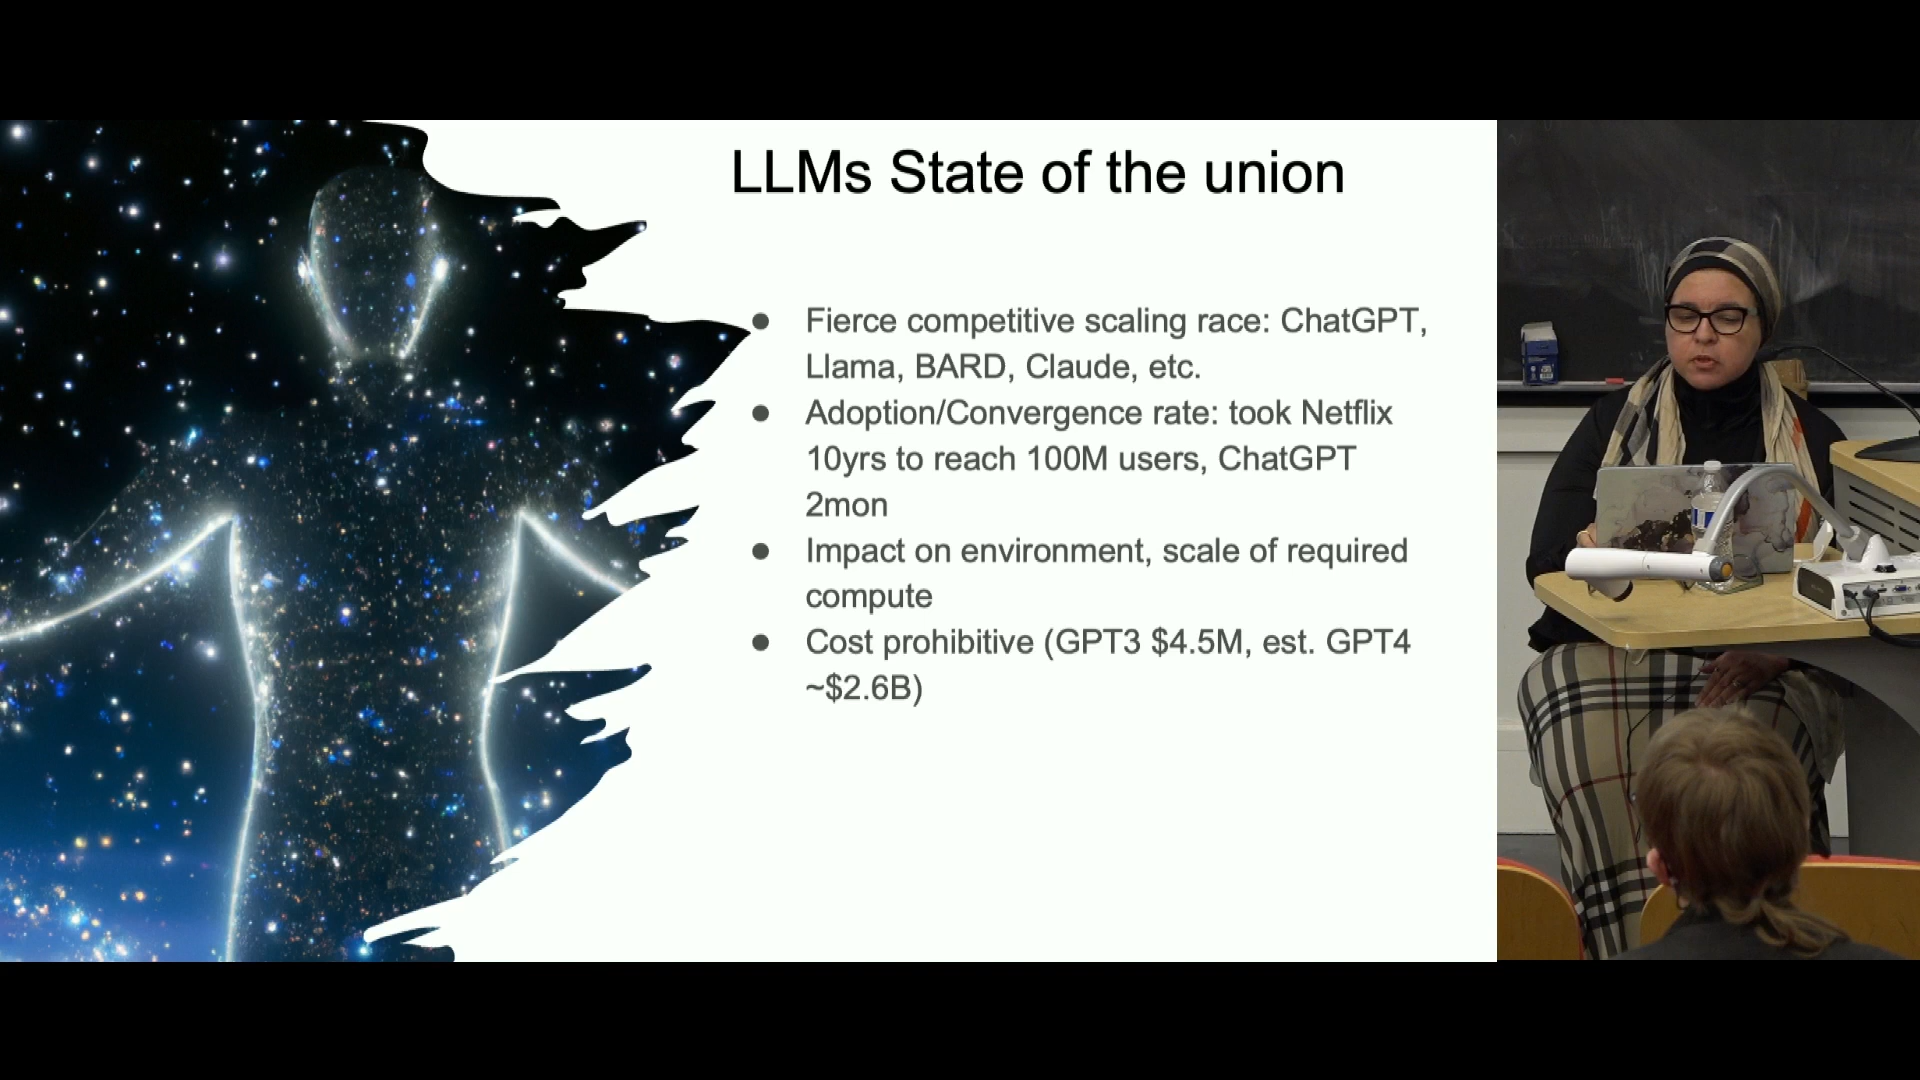 LLMs State of the union
● Fierce competitive scaling race: ChatGPT,
Llama, BARD, Claude, etc.
● Adoption/Convergence rate: took Netflix
10yrs to reach 100M users, ChatGPT
2mon
● Impact on environment, scale of required
compute
● Cost prohibitive (GPT3 $4.5M, est. GPT4
~$2.6B)